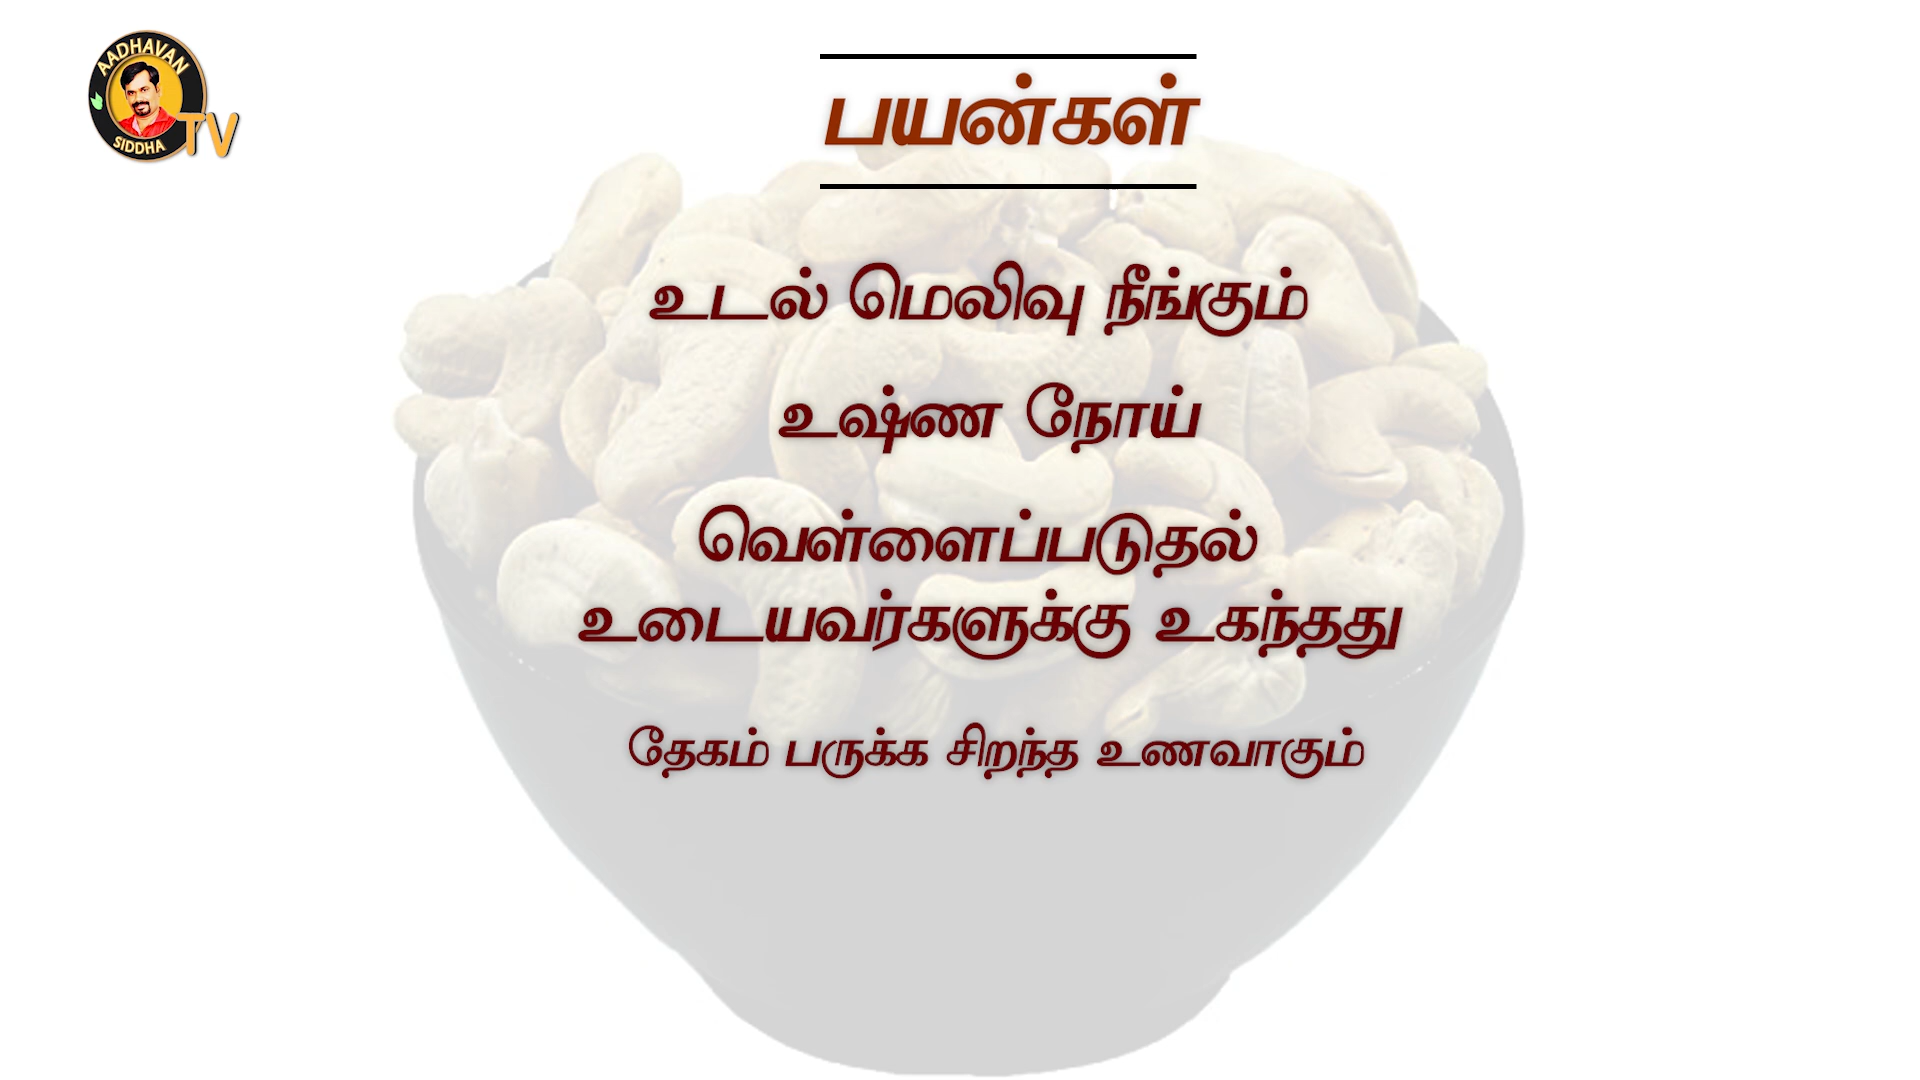 AADHAVAN
SIDDHA
TV
பயன்கள்
உடல் மெலிவு நீங்கும்
உஷ்ண நோய்
வெள்ளைப்படுதல்
உடையவர்களுக்கு உகந்தது
தேகம் பருக்க சிறந்த உணவாகும்